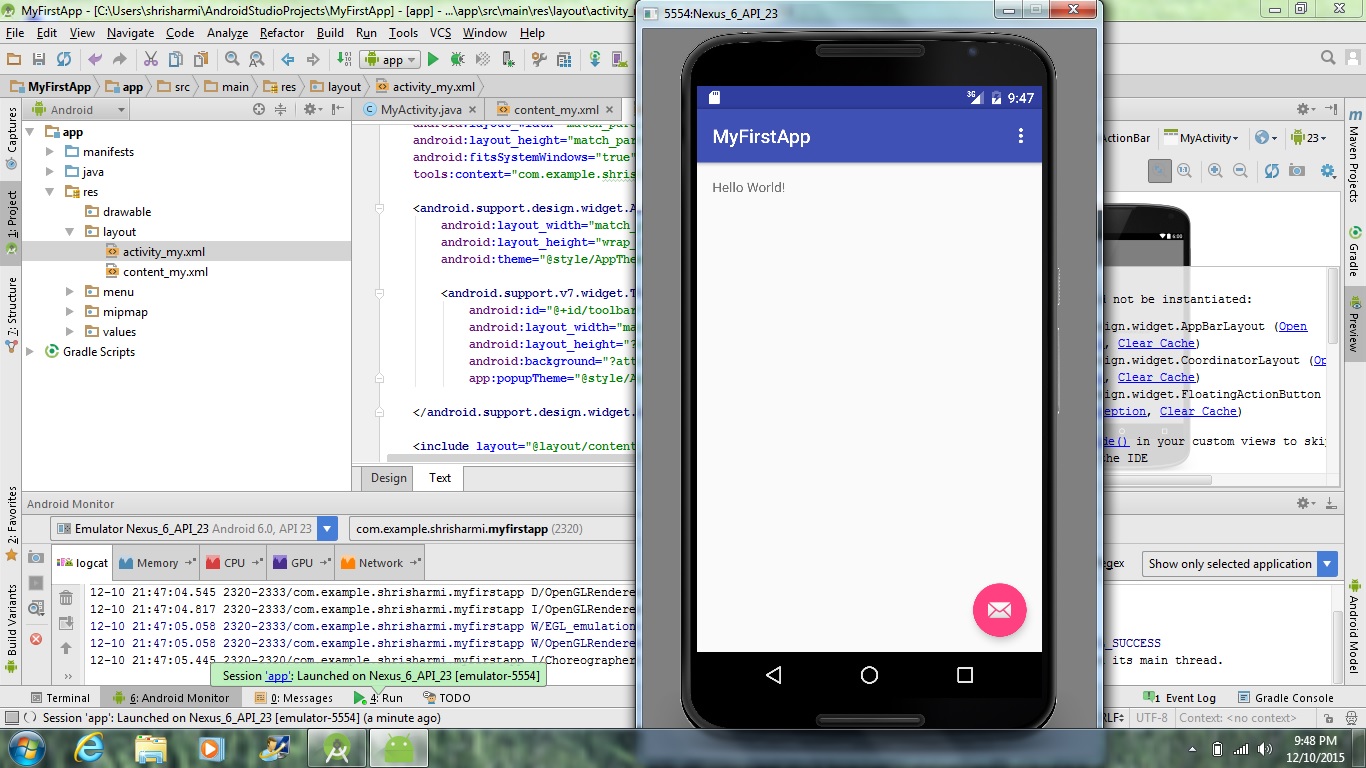 MyFirstApp - [C:\Users\shrisharmi\AndroidStudioProjects\MyFirstApp] - [app] - ...\app\src\main\res\layout\activity_
File Edit View Navigate Code Analyze Refactor Build Run Tools VCS Window Help
app
MyFirstApp app src main res layout activity_my.xml
Android
MyActivity.java content_my.xml
Captures
1: Project
7: Structure
2: Favorites
Build Variants
app
manifests
java
res
drawable
layout
activity_my.xml
content_my.xml
menu
mipmap
values
Gradle Scripts
android:layout_width="match_par
android:layout_height="match_par
android:fitsSystemWindows="true"
tools:context="com.example.shris
<android.support.design.widget.A
android:layout_width="match_
android:layout_height="wrap_
android:theme="@style/AppThe
<android.support.v7.widget.T
android:id="@+id/toolbar
android:layout_width="ma
android:layout_height="?
android:background="?att
app:popupTheme="@style/A
</android.support.design.widget.
<include layout="@layout/content
Design Text
5554:Nexus_6_API_23
3G 9:47
MyFirstApp
Hello World!
ctionBar MyActivity 23
6:00
d not be instantiated:
ign.widget.AppBarLayout (Open
, Clear Cache)
ign.widget.CoordinatorLayout (Op
, Clear Cache)
ign.widget.FloatingActionButton
eption, Clear Cache)
de() in your custom views to ski
he IDE
Maven Projects
Gradle
Preview
Android Model
Android Monitor
Emulator Nexus_6_API_23 Android 6.0, API 23 com.example.shrisharmi.myfirstapp (2320)
logcat Memory CPU GPU Network
gex Show only selected application
12-10 21:47:04.545 2320-2333/com.example.shrisharmi.myfirstapp D/OpenGLRendere
12-10 21:47:04.817 2320-2333/com.example.shrisharmi.myfirstapp I/OpenGLRendere
12-10 21:47:05.058 2320-2333/com.example.shrisharmi.myfirstapp W/EGL_emulation
12-10 21:47:05.058 2320-2333/com.example.shrisharmi.myfirstapp W/OpenGLRendere
_SUCCESS
12-10 21:47:05.445 2320-2320/com.example.shrisharmi.myfirstapp I/Choreographer
its main thread.
Session 'app': Launched on Nexus_6_API_23 [emulator-5554]
Terminal 6: Android Monitor 0: Messages 4: Run TODO
1 Event Log Gradle Console
Session 'app': Launched on Nexus_6_API_23 [emulator-5554] (a minute ago)
RLF UTF-8 Context: <no context>
9:48 PM
12/10/2015